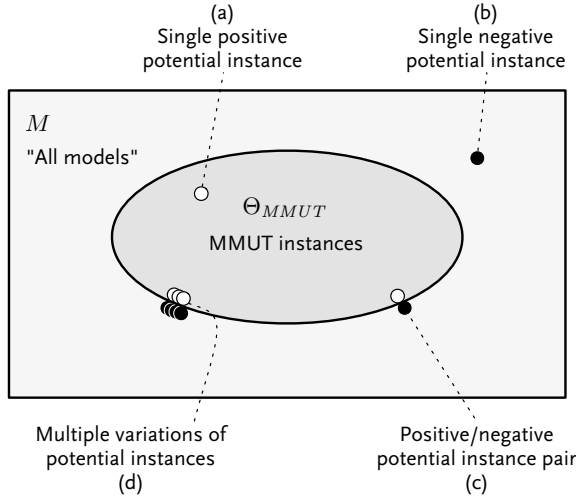 (a)
Single positive
potential instance
(b)
Single negative
potential instance
M
"All models"
Θ_MMUT
MMUT instances
Multiple variations of
potential instances
(d)
Positive/negative
potential instance pair
(c)